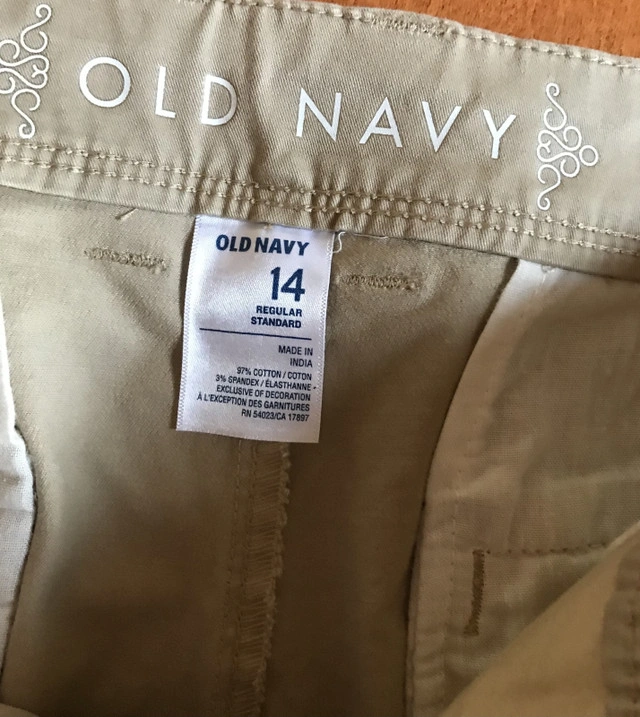 OLD NAVY
OLD NAVY
14
REGULAR
STANDARD
MADE IN
INDIA
97% COTTON / COTON
3% SPANDEX / ÉLASTHANNE
EXCLUSIVE OF DECORATION
À L'EXCEPTION DES GARNITURES
RN 54023/CA 17897